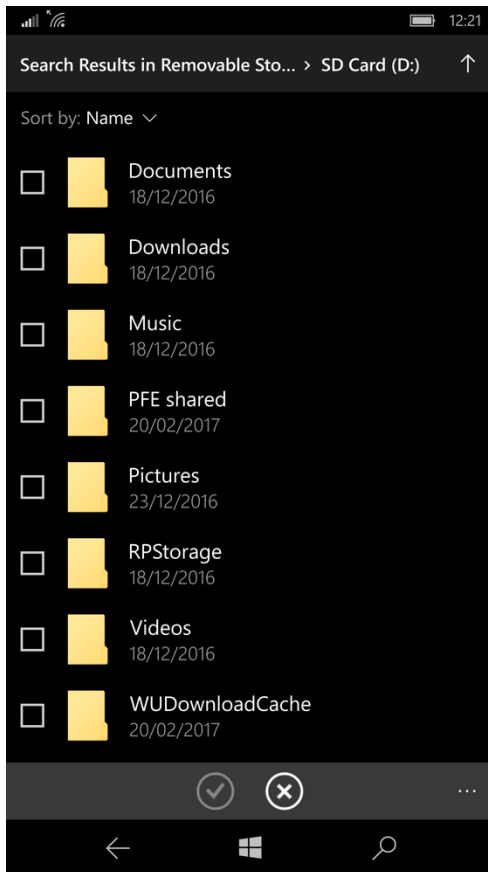 12:21
Search Results in Removable Sto... > SD Card (D:)
Sort by: Name
Documents
18/12/2016
Downloads
18/12/2016
Music
18/12/2016
PFE shared
20/02/2017
Pictures
23/12/2016
RPStorage
18/12/2016
Videos
18/12/2016
WUDownloadCache
20/02/2017